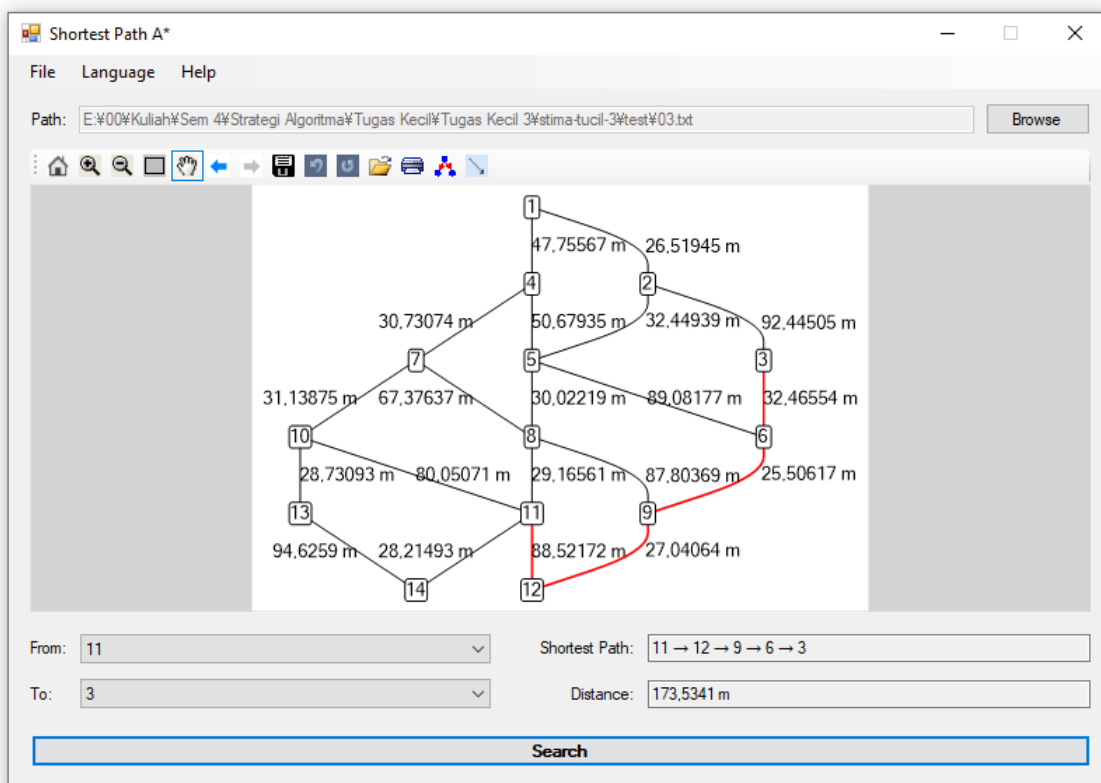 Shortest Path A*
File Language Help
Path: E:¥00¥Kuliah¥Sem 4¥Strategi Algoritma¥Tugas Kecil¥Tugas Kecil 3¥stima-tucil-3¥test¥03.txt Browse
1
47,75567 m 26,51945 m
4 2
30,73074 m 50,67935 m 32,44939 m 92,44505 m
7 5 3
31,13875 m 67,37637 m 30,02219 m 89,08177 m 32,46554 m
10 8 6
28,73093 m 80,05071 m 29,16561 m 87,80369 m 25,50617 m
13 11 9
94,6259 m 28,21493 m 88,52172 m 27,04064 m
14 12
From: 11 Shortest Path: 11 → 12 → 9 → 6 → 3
To: 3 Distance: 173,5341 m
Search